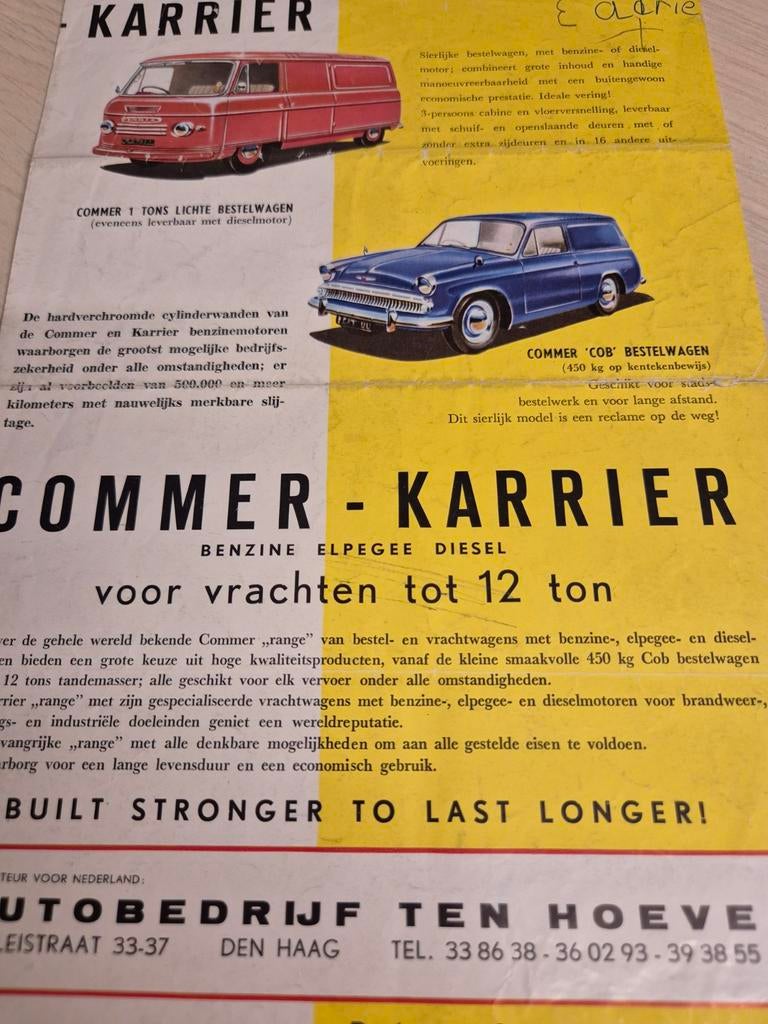 - KARRIER
Sierlijke bestelwagen, met benzine- of diesel-
motor; combineert grote inhoud en handige
manoeuvreerbaarheid met een buitengewoon
economische prestatie. Ideale vering!
3-persoons cabine en vloerversnelling, leverbaar
met schuif- en openslaande deuren met of
zonder extra zijdeuren en in 16 andere uit-
voeringen.
COMMER 1 TONS LICHTE BESTELWAGEN
(eveneens leverbaar met dieselmotor)
De hardverchroomde cylinderwanden van
de Commer en Karrier benzinemotoren
waarborgen de grootst mogelijke bedrijfs-
zekerheid onder alle omstandigheden; er
zijn al voorbeelden van 500.000 en meer
kilometers met nauwelijks merkbare slij-
tage.
COMMER 'COB' BESTELWAGEN
(450 kg op kentekenbewijs)
Geschikt voor stads-
bestelwerk en voor lange afstand.
Dit sierlijk model is een reclame op de weg!
COMMER - KARRIER
BENZINE ELPEGEE DIESEL
voor vrachten tot 12 ton
ver de gehele wereld bekende Commer „range" van bestel- en vrachtwagens met benzine-, elpegee- en diesel-
en bieden een grote keuze uit hoge kwaliteitsproducten, vanaf de kleine smaakvolle 450 kg Cob bestelwagen
12 tons tandemasser; alle geschikt voor elk vervoer onder alle omstandigheden.
rrier „range" met zijn gespecialiseerde vrachtwagens met benzine-, elpegee- en dieselmotoren voor brandweer-,
gs- en industriële doeleinden geniet een wereldreputatie.
vangrijke „range" met alle denkbare mogelijkheden om aan alle gestelde eisen te voldoen.
rborg voor een lange levensduur en een economisch gebruik.
BUILT STRONGER TO LAST LONGER!
TEUR VOOR NEDERLAND:
UTOBEDRIJF TEN HOEVE
LEISTRAAT 33-37 DEN HAAG TEL. 33 86 38 - 36 02 93 - 39 38 55